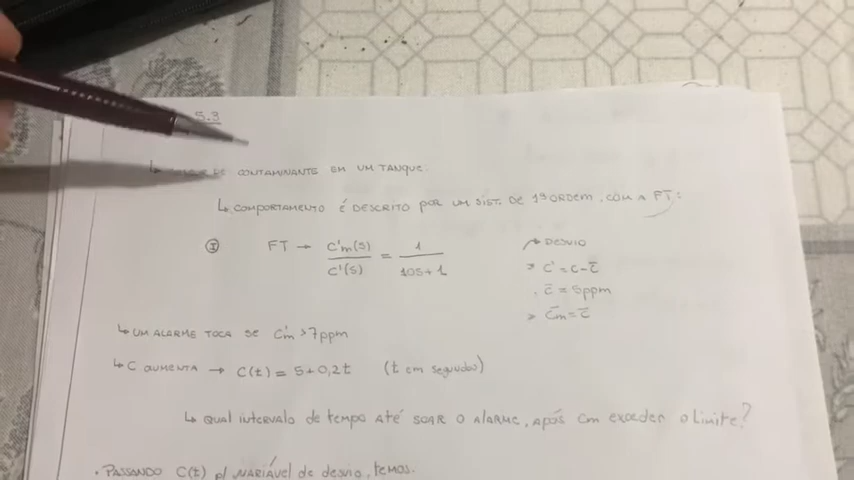 5.3
DE CONTAMINANTE EM UM TANQUE.
↳ COMPORTAMENTO É DESCRITO POR UM SIST. DE 1ª ORDEM, COM A FT:
I FT → C'm(s) / C'(s) = 1 / 10s + 1
DESVIO
C' = C - C̄
C̄ = 5ppm
C̄m = C̄
↳ UM ALARME TOCA SE C'm > 7ppm
↳ C AUMENTA → C(t) = 5 + 0,2t (t em segundos)
↳ QUAL INTERVALO de tempo ATÉ SOAR O ALARME, APÓS Cm exceder o Limite?
• PASSANDO C(t) p/ VARIÁVEL de desvio, temos.